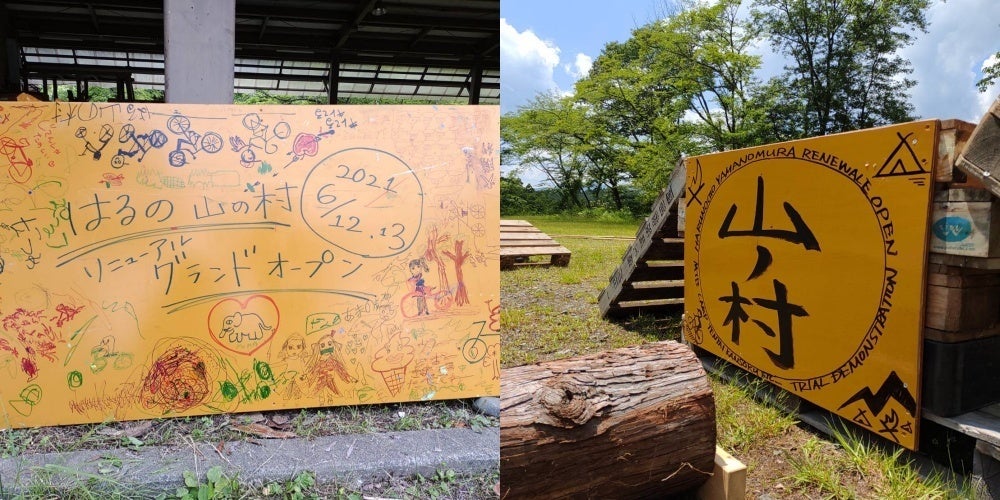 はるの 山の村
2021
6/12.13
リニューアル
グランド オープン
山ノ村
YAMANOMURA RENEWALE OPEN
TRIAL DEMONSTRATION